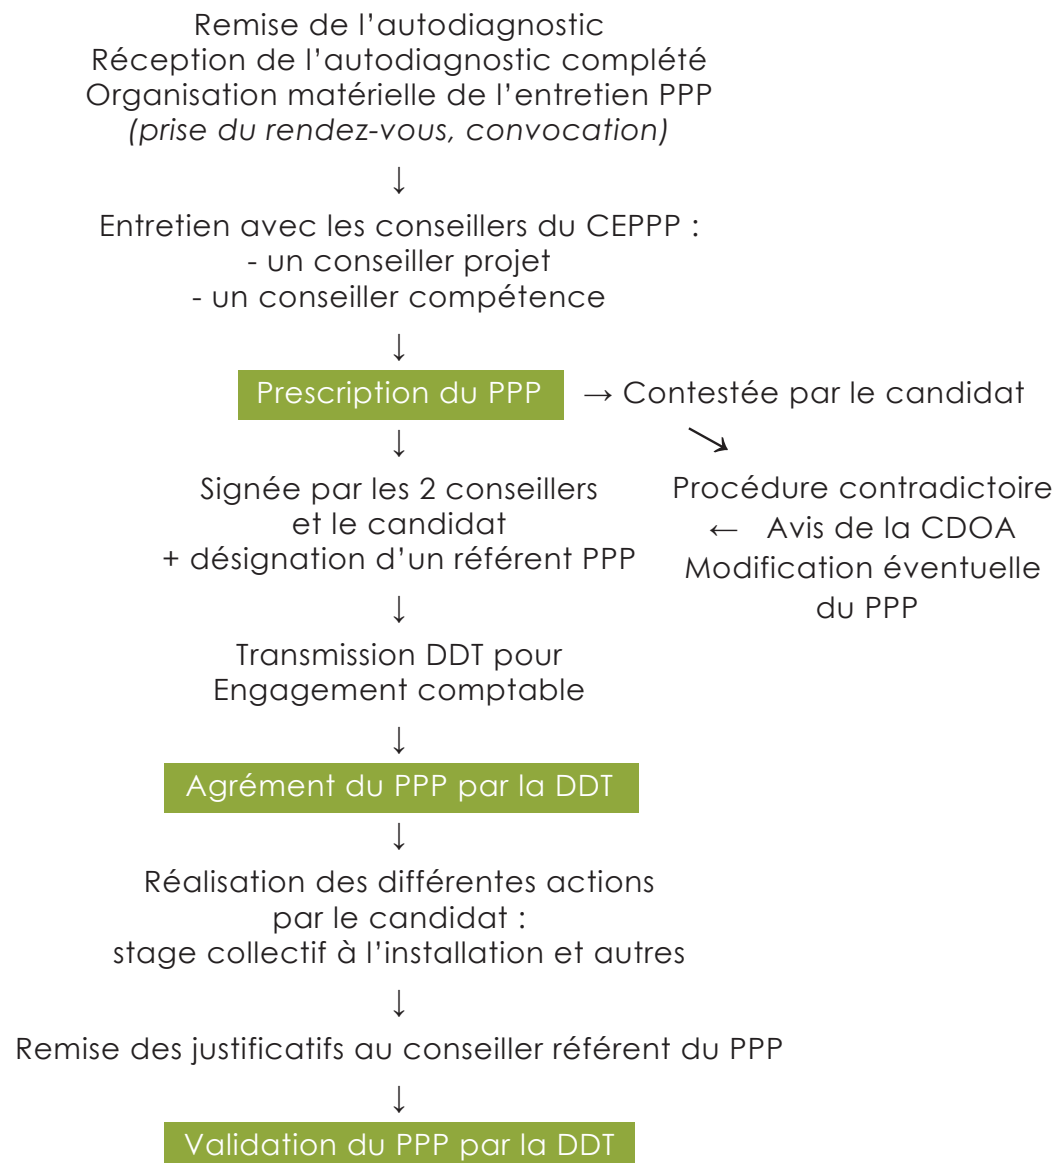 Remise de l’autodiagnostic
Réception de l’autodiagnostic complété
Organisation matérielle de l’entretien PPP
(prise du rendez-vous, convocation)
↓
Entretien avec les conseillers du CEPPP :
- un conseiller projet
- un conseiller compétence
↓
Prescription du PPP → Contestée par le candidat
↓ ↘
Signée par les 2 conseillers
et le candidat
+ désignation d’un référent PPP
Procédure contradictoire
← Avis de la CDOA
Modification éventuelle
du PPP
↓
Transmission DDT pour
Engagement comptable
↓
Agrément du PPP par la DDT
↓
Réalisation des différentes actions
par le candidat :
stage collectif à l’installation et autres
↓
Remise des justificatifs au conseiller référent du PPP
↓
Validation du PPP par la DDT